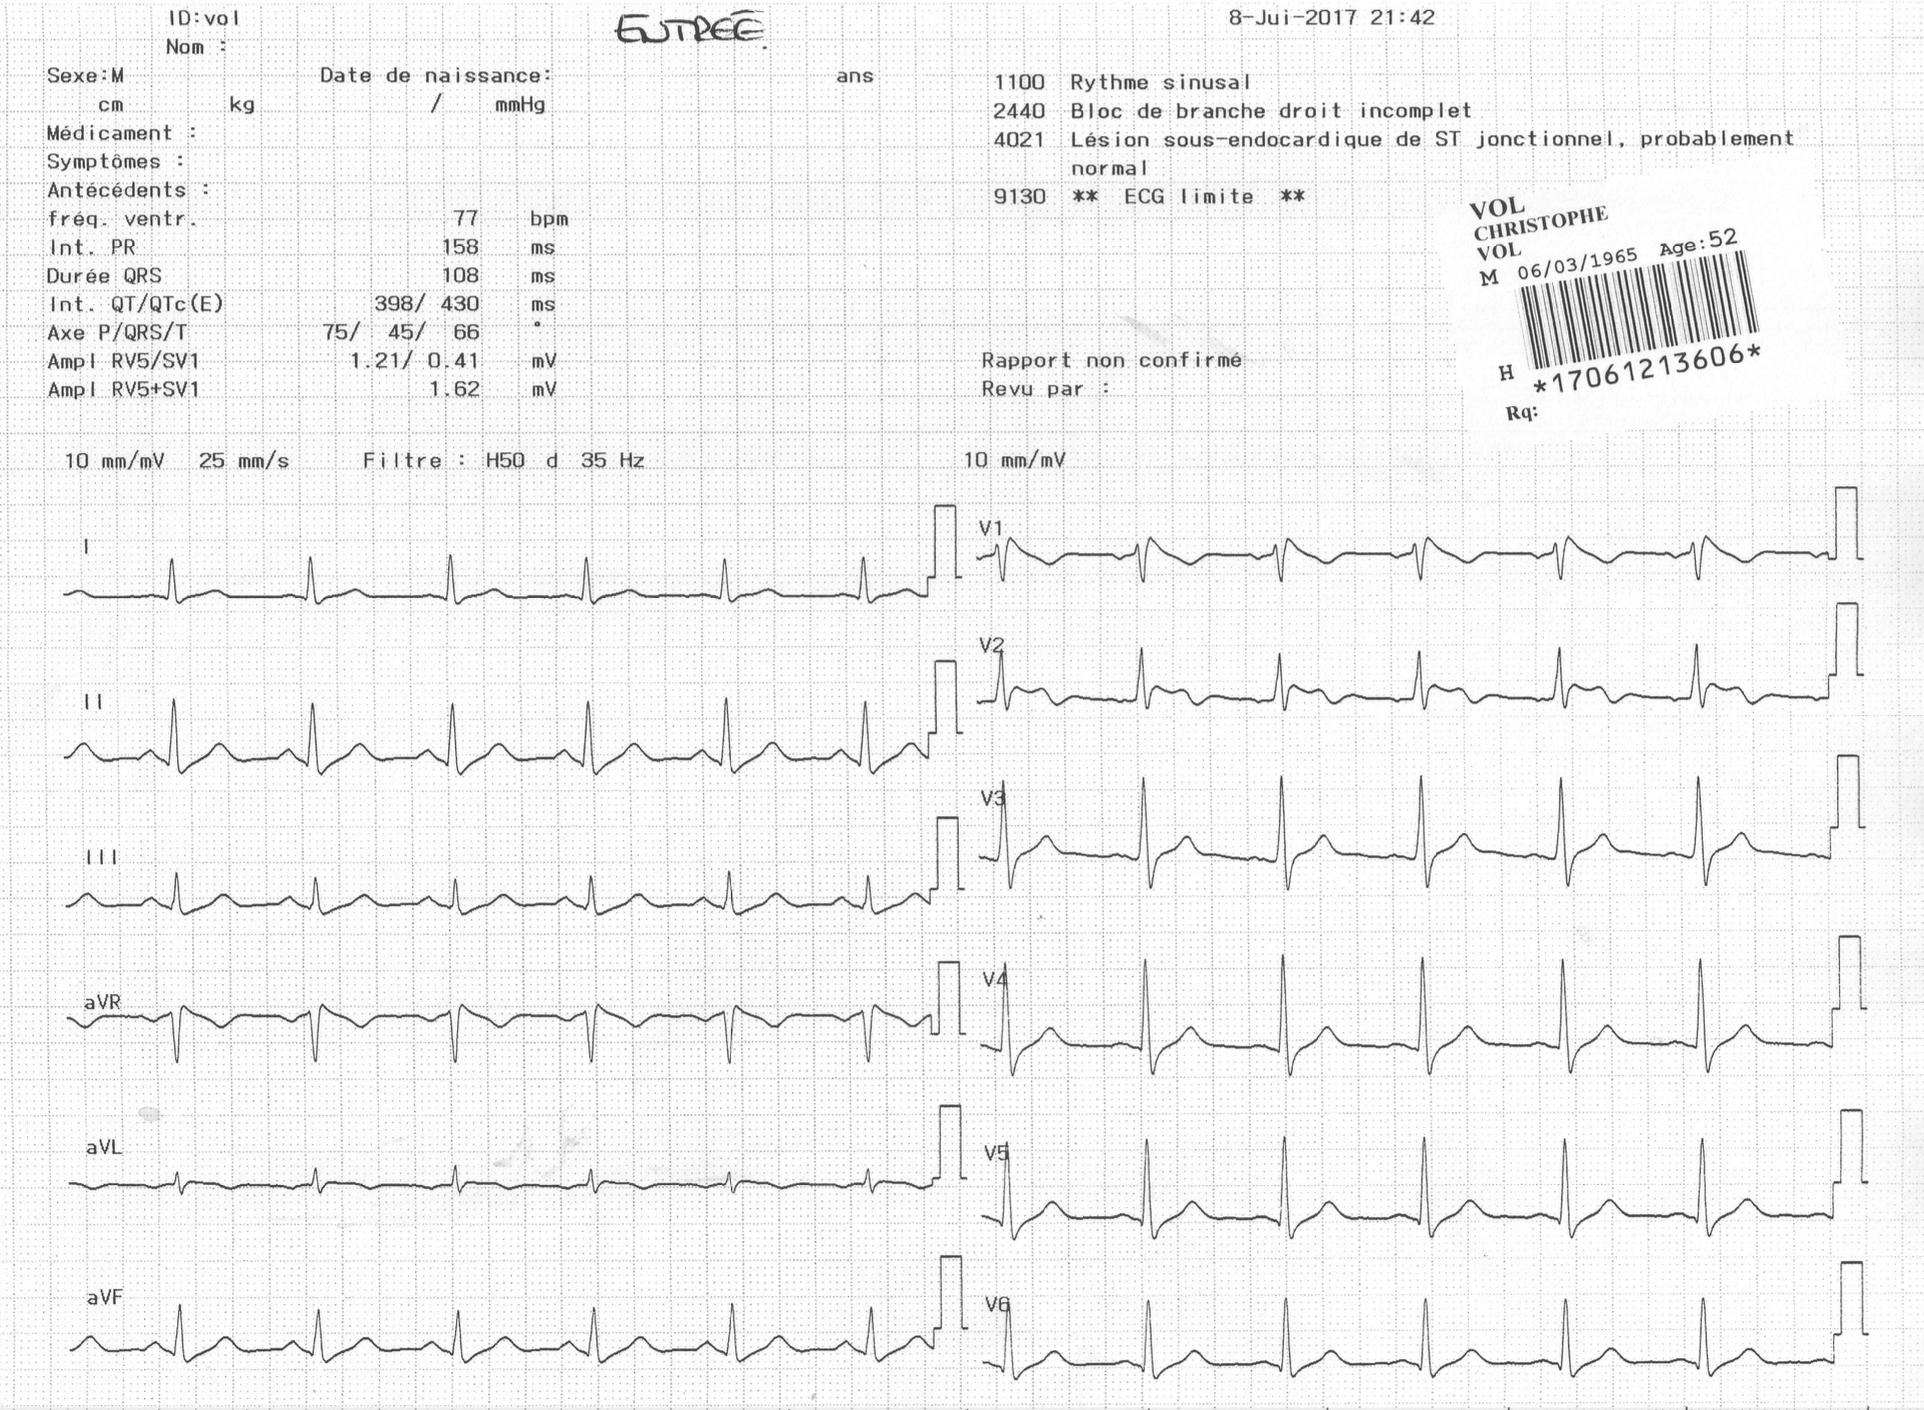 ID:vol
Nom :
ENTREE
8-Jui-2017 21:42
Sexe:M Date de naissance: ans
cm kg / mmHg
Médicament :
Symptômes :
Antécédents :
fréq. ventr. 77 bpm
Int. PR 158 ms
Durée QRS 108 ms
Int. QT/QTc(E) 398/ 430 ms
Axe P/QRS/T 75/ 45/ 66 °
Ampl RV5/SV1 1.21/ 0.41 mV
Ampl RV5+SV1 1.62 mV
1100 Rythme sinusal
2440 Bloc de branche droit incomplet
4021 Lésion sous-endocardique de ST jonctionnel, probablement
normal
9130 ** ECG limite **
Rapport non confirmé
Revu par :
VOL
CHRISTOPHE
VOL
M 06/03/1965 Age:52
H *17061213606*
Rq:
10 mm/mV 25 mm/s Filtre : H50 d 35 Hz 10 mm/mV
I
II
III
aVR
aVL
aVF
V1
V2
V3
V4
V5
V6